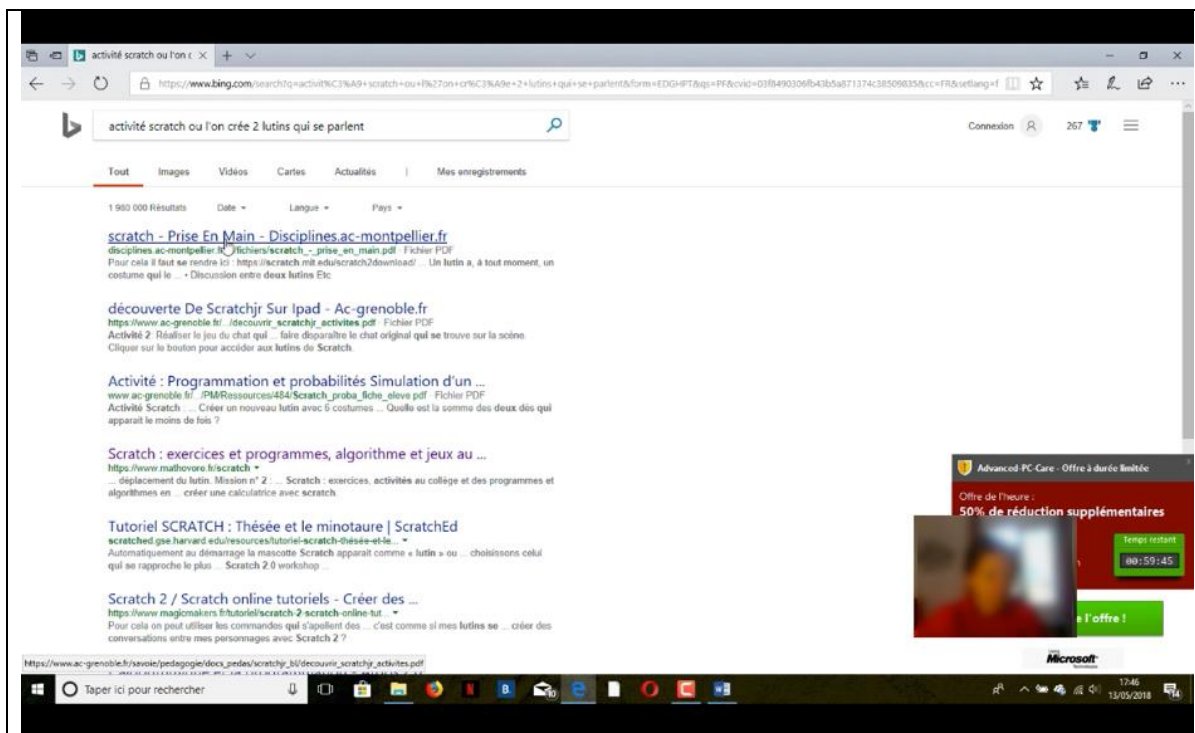 activité scratch ou l'on c
https://www.bing.com/search?q=activit%C3%A9+scratch+ou+l%27on+cr%C3%A9e+2+lutins+qui+se+parlent&form=EDGHPT&qs=PF&cvid=03f8490306fb43b5a871374c38509835&cc=FR&setlang=f
activité scratch ou l'on crée 2 lutins qui se parlent
Connexion 267
Tout Images Vidéos Cartes Actualités | Mes enregistrements
1 980 000 Résultats Date Langue Pays
scratch - Prise En Main - Disciplines.ac-montpellier.fr
disciplines.ac-montpellier.fr/.../fichiers/scratch_-_prise_en_main.pdf · Fichier PDF
Pour cela il faut se rendre ici : https://scratch.mit.edu/scratch2download/ ... Un lutin a, à tout moment, un
costume qui le ... • Discussion entre deux lutins Etc
découverte De Scratchjr Sur Ipad - Ac-grenoble.fr
https://www.ac-grenoble.fr/.../decouvrir_scratchjr_activites.pdf · Fichier PDF
Activité 2: Réaliser le jeu du chat qui ... faire disparaître le chat original qui se trouve sur la scène.
Cliquer sur le bouton pour accéder aux lutins de Scratch.
Activité : Programmation et probabilités Simulation d'un ...
www.ac-grenoble.fr/.../PM/Ressources/484/Scratch_proba_fiche_eleve.pdf · Fichier PDF
Activité Scratch : ... Créer un nouveau lutin avec 6 costumes ... Quelle est la somme des deux dés qui
apparait le moins de fois ?
Scratch : exercices et programmes, algorithme et jeux au ...
https://www.mathovore.fr/scratch
... déplacement du lutin. Mission n° 2 : ... Scratch : exercices, activités au collège et des programmes et
algorithmes en ... créer une calculatrice avec scratch.
Tutoriel SCRATCH : Thésée et le minotaure | ScratchEd
scratched.gse.harvard.edu/resources/tutoriel-scratch-thésée-et-le...
Automatiquement au démarrage la mascotte Scratch apparait comme « lutin » ou ... choisissons celui
qui se rapproche le plus ... Scratch 2.0 workshop ...
Scratch 2 / Scratch online tutoriels - Créer des ...
https://www.magicmakers.fr/tutoriel/scratch-2-scratch-online-tut...
Pour cela on peut utiliser les commandes qui s'apellent des ... c'est comme si mes lutins se ... créer des
conversations entre mes personnages avec Scratch 2 ?
https://www.ac-grenoble.fr/savoie/pedagogie/docs_pedas/scratchjr_bl/decouvrir_scratchjr_activites.pdf
Advanced-PC-Care - Offre à durée limitée
Offre de l'heure :
50% de réduction supplémentaires
Temps restant
00:59:45
e l'offre !
Microsoft
Taper ici pour rechercher
17:46
13/05/2018